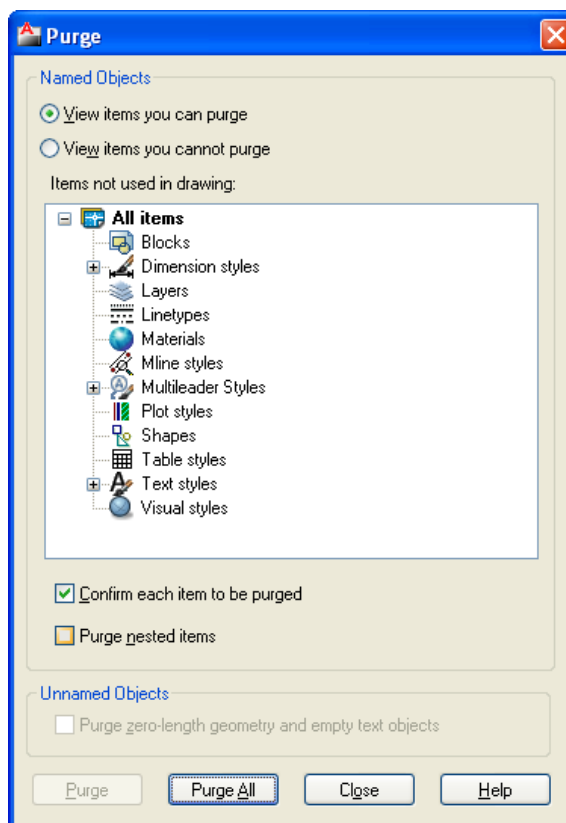 Purge
Named Objects
View items you can purge
View items you cannot purge
Items not used in drawing:
All items
Blocks
Dimension styles
Layers
Linetypes
Materials
Mline styles
Multileader Styles
Plot styles
Shapes
Table styles
Text styles
Visual styles
Confirm each item to be purged
Purge nested items
Unnamed Objects
Purge zero-length geometry and empty text objects
Purge Purge All Close Help